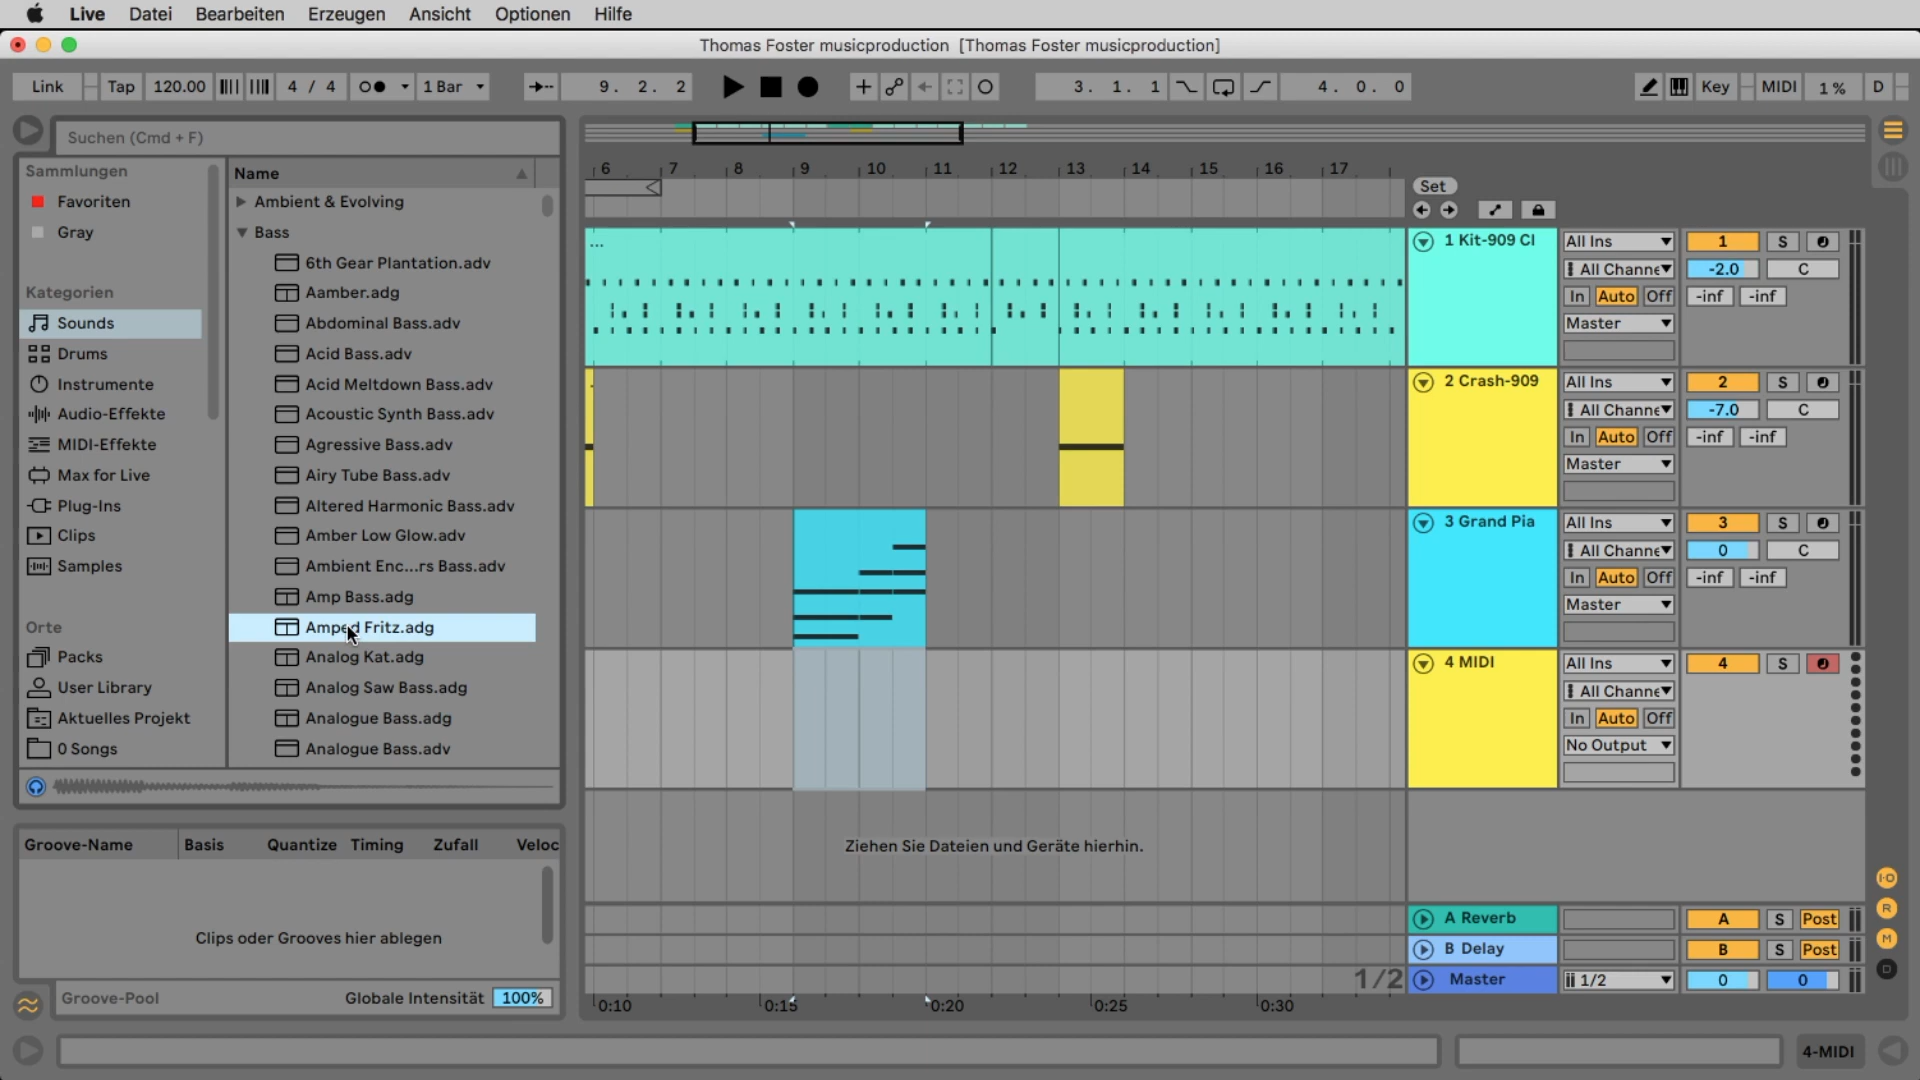 Live Datei Bearbeiten Erzeugen Ansicht Optionen Hilfe
Thomas Foster musicproduction [Thomas Foster musicproduction]
Link Tap 120.00 4 / 4 1 Bar 9. 2. 2 3. 1. 1 4. 0. 0 Key MIDI 1 % D
Suchen (Cmd + F)
Sammlungen
Favoriten
Gray
Kategorien
Sounds
Drums
Instrumente
Audio-Effekte
MIDI-Effekte
Max for Live
Plug-Ins
Clips
Samples
Orte
Packs
User Library
Aktuelles Projekt
0 Songs
Name
Ambient & Evolving
Bass
6th Gear Plantation.adv
Aamber.adg
Abdominal Bass.adv
Acid Bass.adv
Acid Meltdown Bass.adv
Acoustic Synth Bass.adv
Agressive Bass.adv
Airy Tube Bass.adv
Altered Harmonic Bass.adv
Amber Low Glow.adv
Ambient Enc...rs Bass.adv
Amp Bass.adg
Amped Fritz.adg
Analog Kat.adg
Analog Saw Bass.adg
Analogue Bass.adg
Analogue Bass.adv
Groove-Name Basis Quantize Timing Zufall Veloc
Clips oder Grooves hier ablegen
Groove-Pool Globale Intensität 100%
6 7 8 9 10 11 12 13 14 15 16 17
Set
...
1 Kit-909 Cl All Ins 1 S
All Channe -2.0 C
In Auto Off -inf -inf
Master
2 Crash-909 All Ins 2 S
All Channe -7.0 C
In Auto Off -inf -inf
Master
3 Grand Pia All Ins 3 S
All Channe 0 C
In Auto Off -inf -inf
Master
4 MIDI All Ins 4 S
All Channe
In Auto Off
No Output
Ziehen Sie Dateien und Geräte hierhin.
A Reverb A S Post
B Delay B S Post
1/2 Master 1/2 0 0
0:10 0:15 0:20 0:25 0:30
I·O
R
M
D
4-MIDI